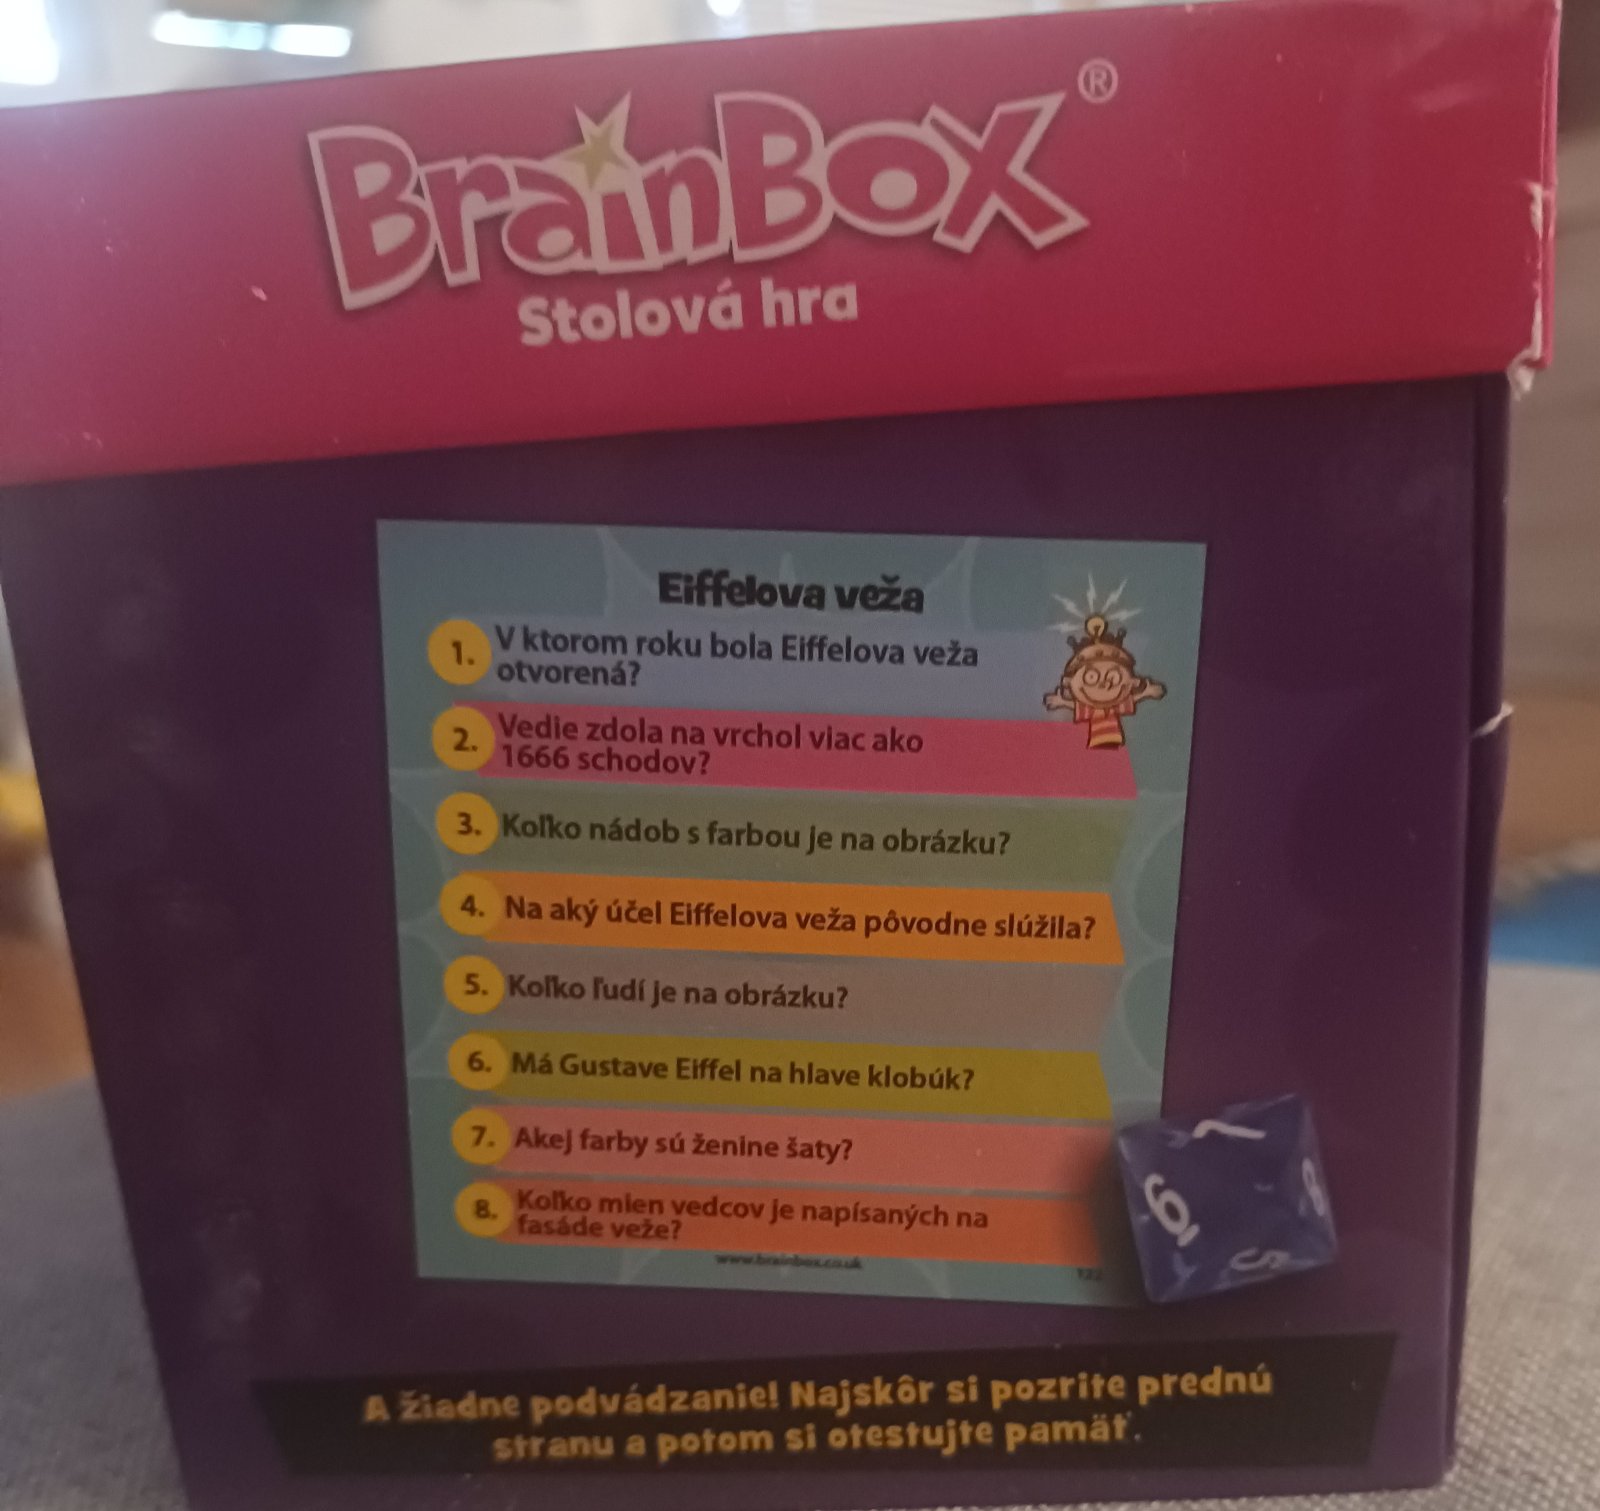 BrainBox®
Stolová hra
Eiffelova veža
1. V ktorom roku bola Eiffelova veža
otvorená?
2. Vedie zdola na vrchol viac ako
1666 schodov?
3. Koľko nádob s farbou je na obrázku?
4. Na aký účel Eiffelova veža pôvodne slúžila?
5. Koľko ľudí je na obrázku?
6. Má Gustave Eiffel na hlave klobúk?
7. Akej farby sú ženine šaty?
8. Koľko mien vedcov je napísaných na
fasáde veže?
www.brainbox.co.uk
7
6
8
5
A žiadne podvádzanie! Najskôr si pozrite prednú
stranu a potom si otestujte pamäť.